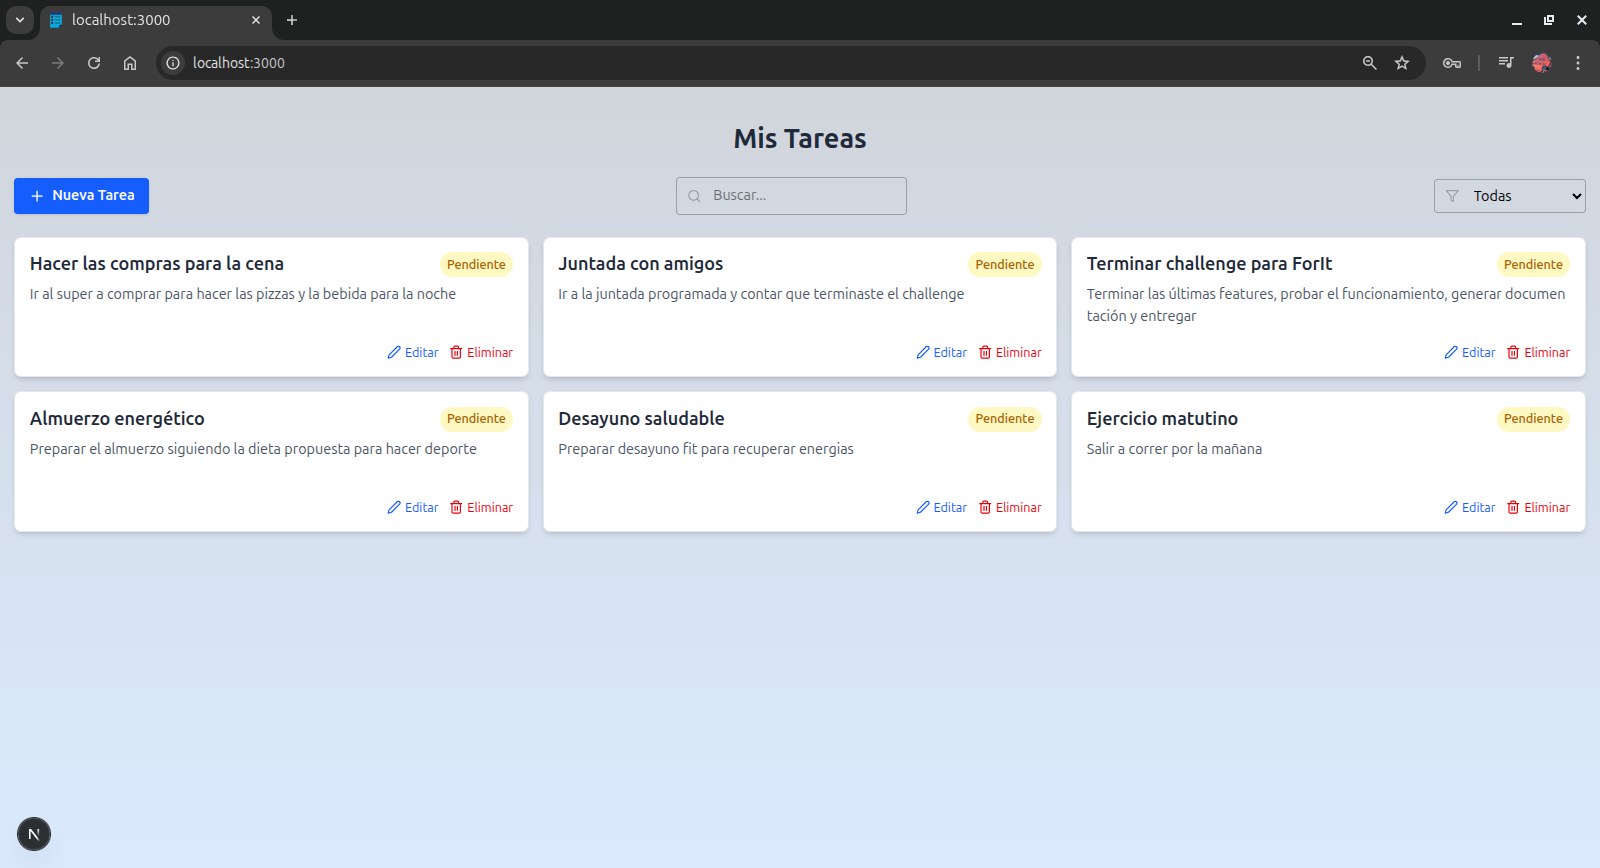 localhost:3000
localhost:3000
Mis Tareas
Nueva Tarea
Buscar...
Todas
Hacer las compras para la cena
Pendiente
Ir al super a comprar para hacer las pizzas y la bebida para la noche
Editar
Eliminar
Juntada con amigos
Pendiente
Ir a la juntada programada y contar que terminaste el challenge
Editar
Eliminar
Terminar challenge para ForIt
Pendiente
Terminar las últimas features, probar el funcionamiento, generar documen
tación y entregar
Editar
Eliminar
Almuerzo energético
Pendiente
Preparar el almuerzo siguiendo la dieta propuesta para hacer deporte
Editar
Eliminar
Desayuno saludable
Pendiente
Preparar desayuno fit para recuperar energias
Editar
Eliminar
Ejercicio matutino
Pendiente
Salir a correr por la mañana
Editar
Eliminar
N